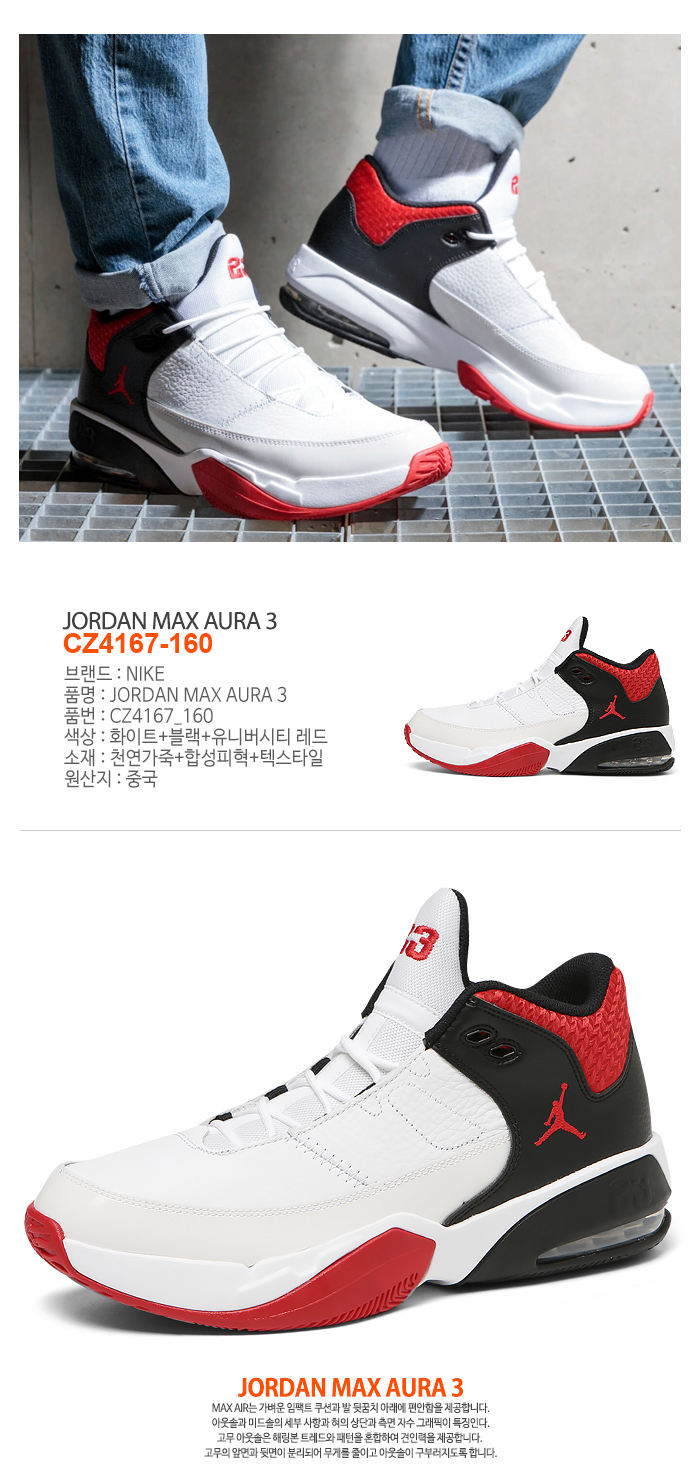 23
JORDAN MAX AURA 3
CZ4167-160
브랜드 : NIKE
품명 : JORDAN MAX AURA 3
품번 : CZ4167_160
색상 : 화이트+블랙+유니버시티 레드
소재 : 천연가죽+합성피혁+텍스타일
원산지 : 중국
23
23
JORDAN MAX AURA 3
MAX AIR는 가벼운 임팩트 쿠션과 발 뒷꿈치 아래에 편안함을 제공합니다.
아웃솔과 미드솔의 세부 사항과 혀의 상단과 측면 자수 그래픽이 특징인다.
고무 아웃솔은 해링본 트레드와 패턴을 혼합하여 견인력을 제공합니다.
고무의 앞면과 뒷면이 분리되어 무게를 줄이고 아웃솔이 구부러지도록 합니다.